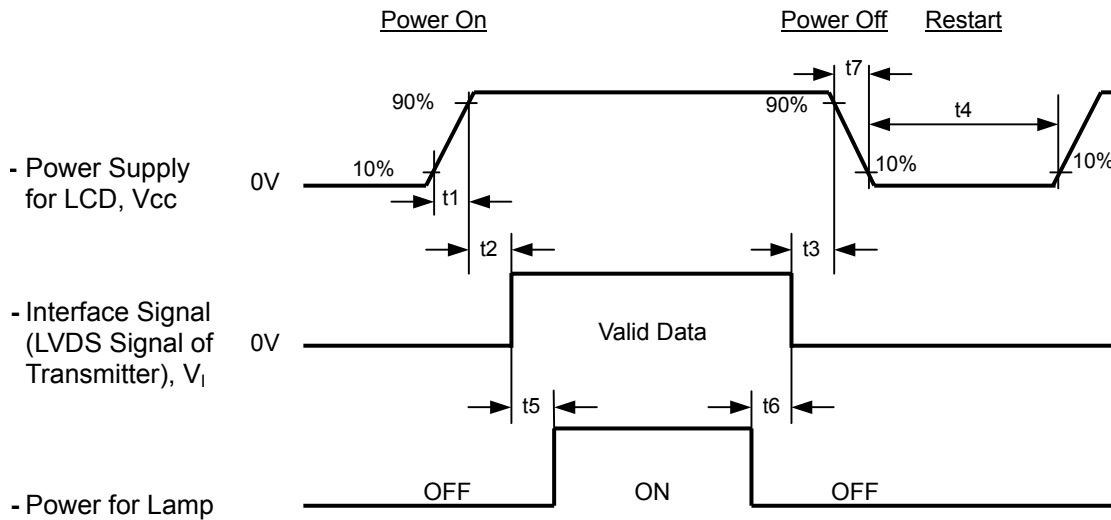 Power On Power Off Restart
t7
90% 90% t4
- Power Supply
for LCD, Vcc
0V 10% 10% 10%
t1
t2 t3
- Interface Signal
(LVDS Signal of
Transmitter), V_I
0V Valid Data
t5 t6
- Power for Lamp OFF ON OFF